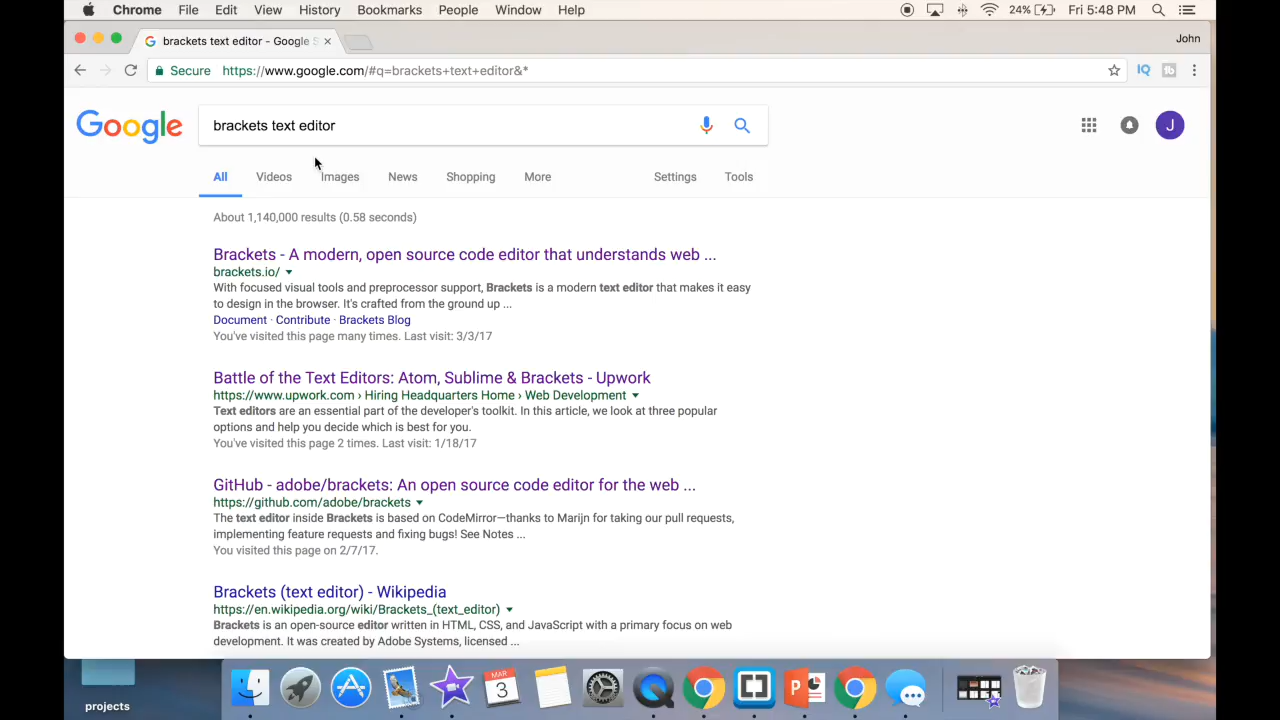 Chrome File Edit View History Bookmarks People Window Help 24% Fri 5:48 PM
brackets text editor - Google S
John
Secure https://www.google.com/#q=brackets+text+editor&*
IQ
Google brackets text editor J
All Videos Images News Shopping More Settings Tools
About 1,140,000 results (0.58 seconds)
Brackets - A modern, open source code editor that understands web ...
brackets.io/
With focused visual tools and preprocessor support, Brackets is a modern text editor that makes it easy
to design in the browser. It's crafted from the ground up ...
Document · Contribute · Brackets Blog
You've visited this page many times. Last visit: 3/3/17
Battle of the Text Editors: Atom, Sublime & Brackets - Upwork
https://www.upwork.com › Hiring Headquarters Home › Web Development
Text editors are an essential part of the developer's toolkit. In this article, we look at three popular
options and help you decide which is best for you.
You've visited this page 2 times. Last visit: 1/18/17
GitHub - adobe/brackets: An open source code editor for the web ...
https://github.com/adobe/brackets
The text editor inside Brackets is based on CodeMirror—thanks to Marijn for taking our pull requests,
implementing feature requests and fixing bugs! See Notes ...
You visited this page on 2/7/17.
Brackets (text editor) - Wikipedia
https://en.wikipedia.org/wiki/Brackets_(text_editor)
Brackets is an open-source editor written in HTML, CSS, and JavaScript with a primary focus on web
development. It was created by Adobe Systems, licensed ...
MAR
3
projects